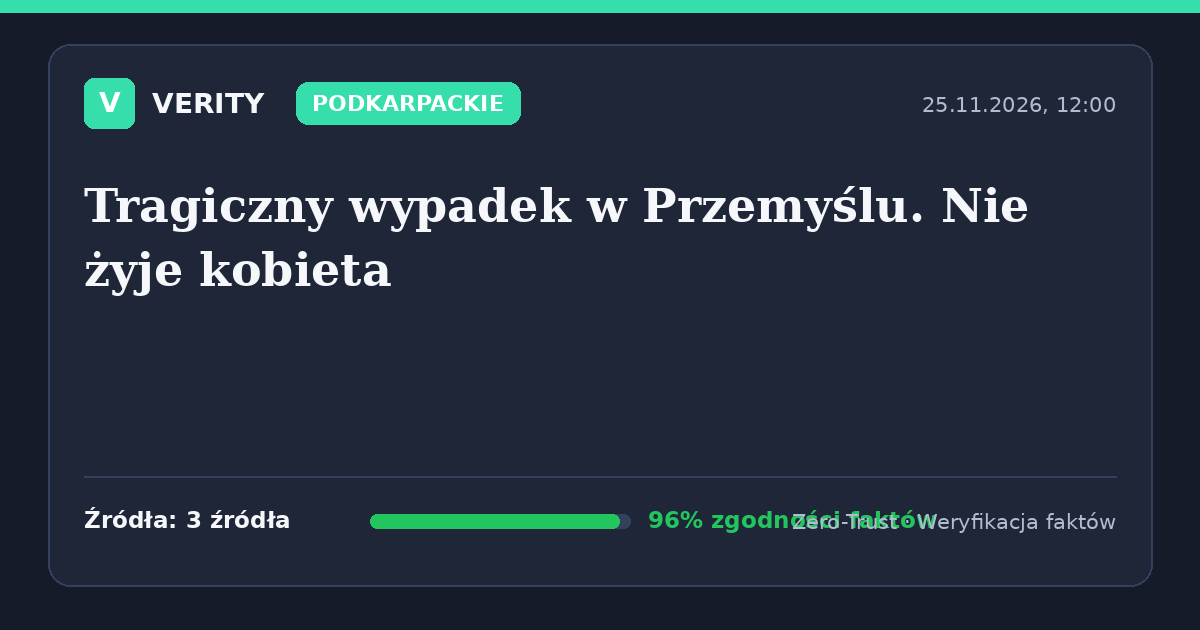 V VERITY PODKARPACKIE 25.11.2026, 12:00
Tragiczny wypadek w Przemyślu. Nie
żyje kobieta
Źródła: 3 źródła 96% zgodności faktów Zero-Trust · Weryfikacja faktów